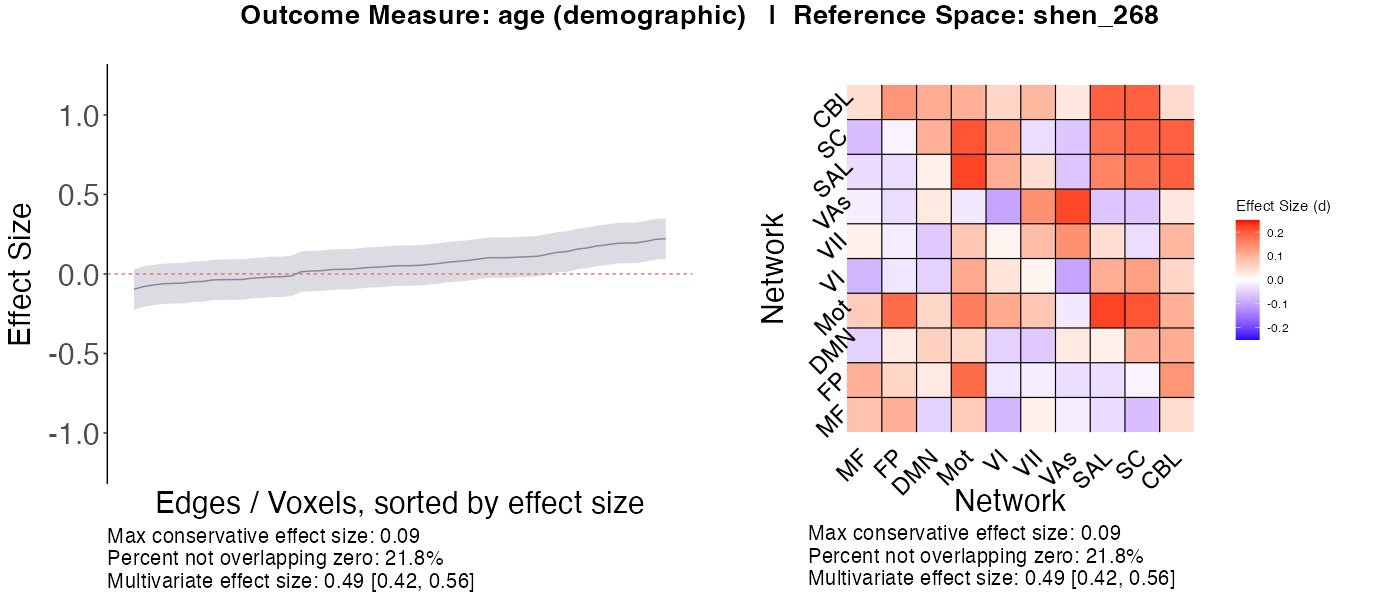 Outcome Measure: age (demographic) | Reference Space: shen_268
Effect Size
1.0
0.5
0.0
-0.5
-1.0
Edges / Voxels, sorted by effect size
Max conservative effect size: 0.09
Percent not overlapping zero: 21.8%
Multivariate effect size: 0.49 [0.42, 0.56]
Network
CBL
SC
SAL
VAs
VII
VI
Mot
DMN
FP
MF
MF FP DMN Mot VI VII VAs SAL SC CBL
Network
Max conservative effect size: 0.09
Percent not overlapping zero: 21.8%
Multivariate effect size: 0.49 [0.42, 0.56]
Effect Size (d)
0.2
0.1
0.0
-0.1
-0.2